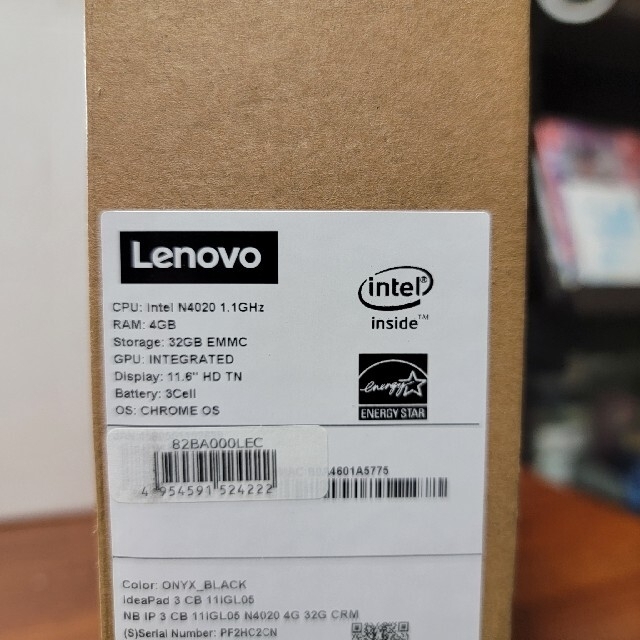 Lenovo
CPU: Intel N4020 1.1GHz
RAM: 4GB
Storage: 32GB EMMC
GPU: INTEGRATED
Display: 11.6" HD TN
Battery: 3Cell
OS: CHROME OS
intel®
inside™
energy
ENERGY STAR
82BA000LEC
4 954591 524222
4601A5775
Color: ONYX_BLACK
IdeaPad 3 CB 11IGL05
NB IP 3 CB 11IGL05 N4020 4G 32G CRM
(S)Serial Number: PF2HC2CN